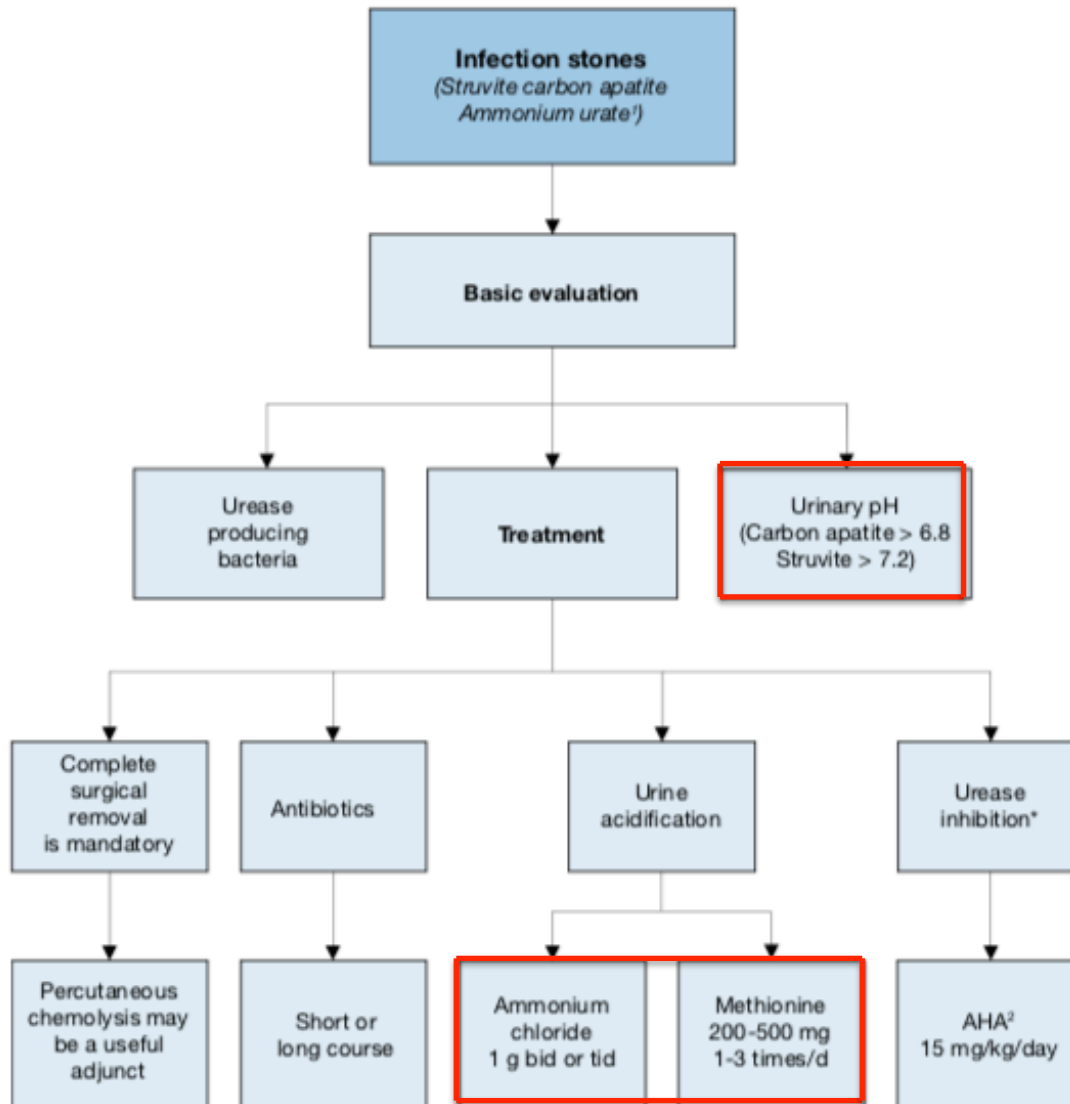 Infection stones
(Struvite carbon apatite
Ammonium urate¹)
Basic evaluation
Urease
producing
bacteria
Treatment
Urinary pH
(Carbon apatite > 6.8
Struvite > 7.2)
Complete
surgical
removal
is mandatory
Antibiotics
Urine
acidification
Urease
inhibition*
Percutaneous
chemolysis may
be a useful
adjunct
Short or
long course
Ammonium
chloride
1 g bid or tid
Methionine
200-500 mg
1-3 times/d
AHA²
15 mg/kg/day